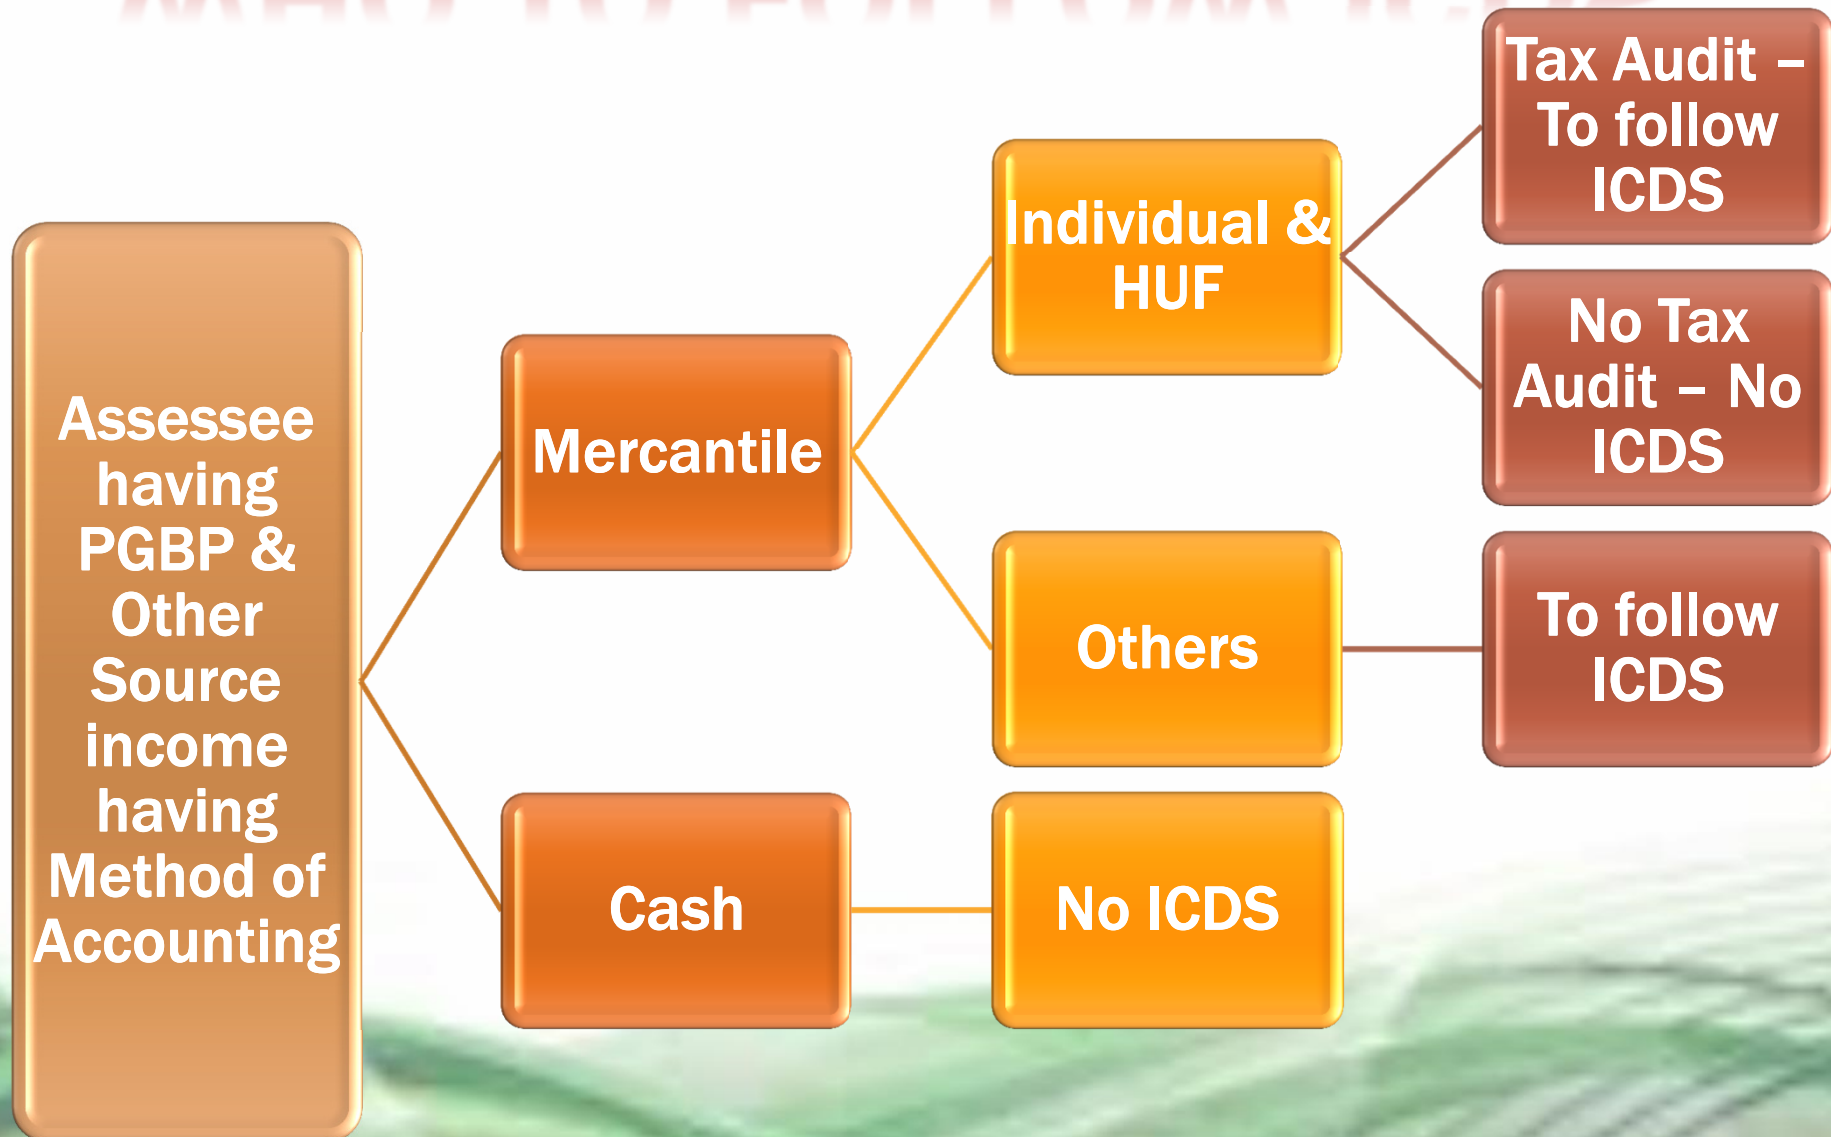 Tax Audit –
To follow
ICDS
Individual &
HUF
No Tax
Audit – No
ICDS
Mercantile
Assessee
having
PGBP &
Other
Source
income
having
Method of
Accounting
Others
To follow
ICDS
Cash
No ICDS